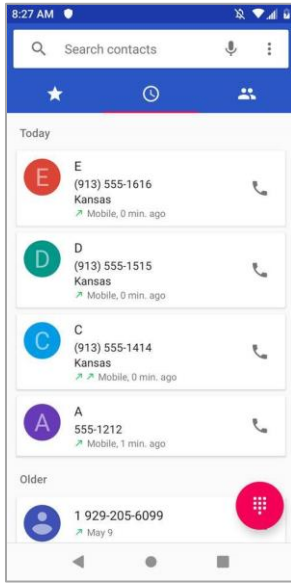 8:27 AM
Search contacts
Today
E
E
(913) 555-1616
Kansas
Mobile, 0 min. ago
D
D
(913) 555-1515
Kansas
Mobile, 0 min. ago
C
C
(913) 555-1414
Kansas
Mobile, 0 min. ago
A
A
555-1212
Mobile, 1 min. ago
Older
1 929-205-6099
May 9